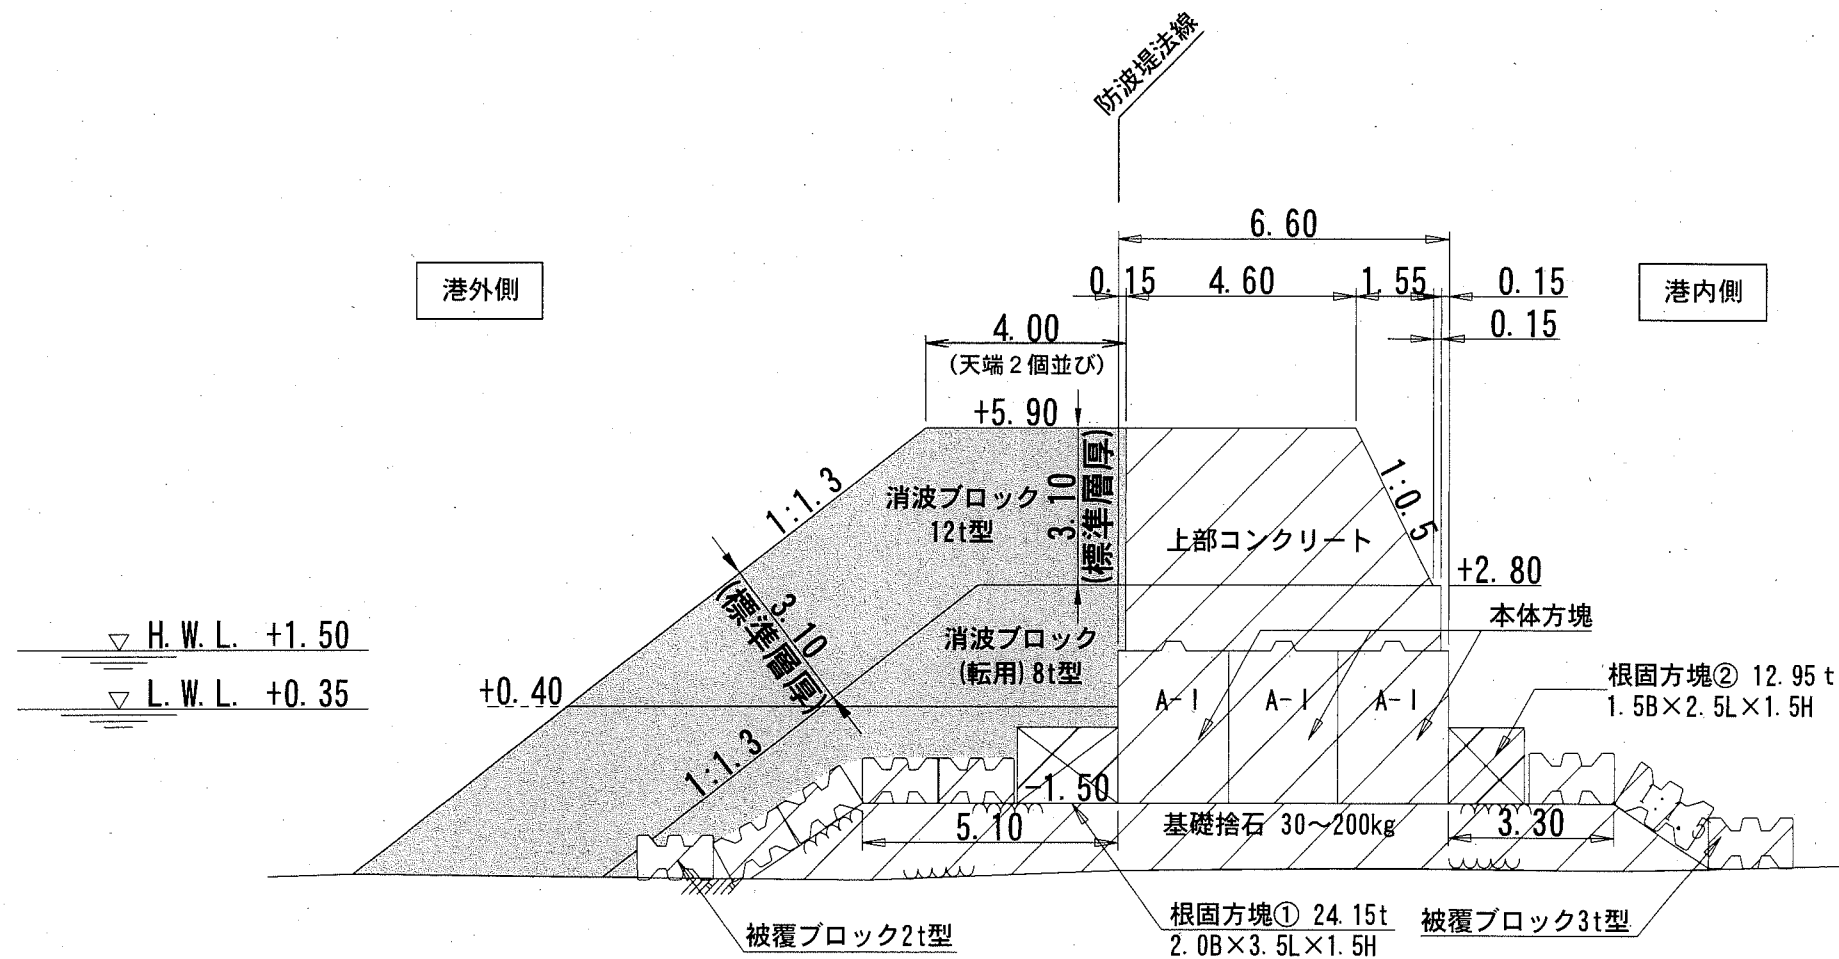 防波堤法線
6.60
港外側
0.15
4.60
1.55
0.15
港内側
0.15
4.00
(天端2個並び)
+5.90
1:1.3
消波ブロック
12t型
3.10
(標準層厚)
1:0.5
上部コンクリート
+2.80
3.10
(標準層厚)
本体方塊
H.W.L. +1.50
消波ブロック
(転用)8t型
L.W.L. +0.35
+0.40
A-I
A-I
A-I
根固方塊② 12.95t
1.5B×2.5L×1.5H
1:1.3
-1.50
5.10
基礎捨石 30~200kg
3.30
被覆ブロック2t型
根固方塊① 24.15t
2.0B×3.5L×1.5H
被覆ブロック3t型